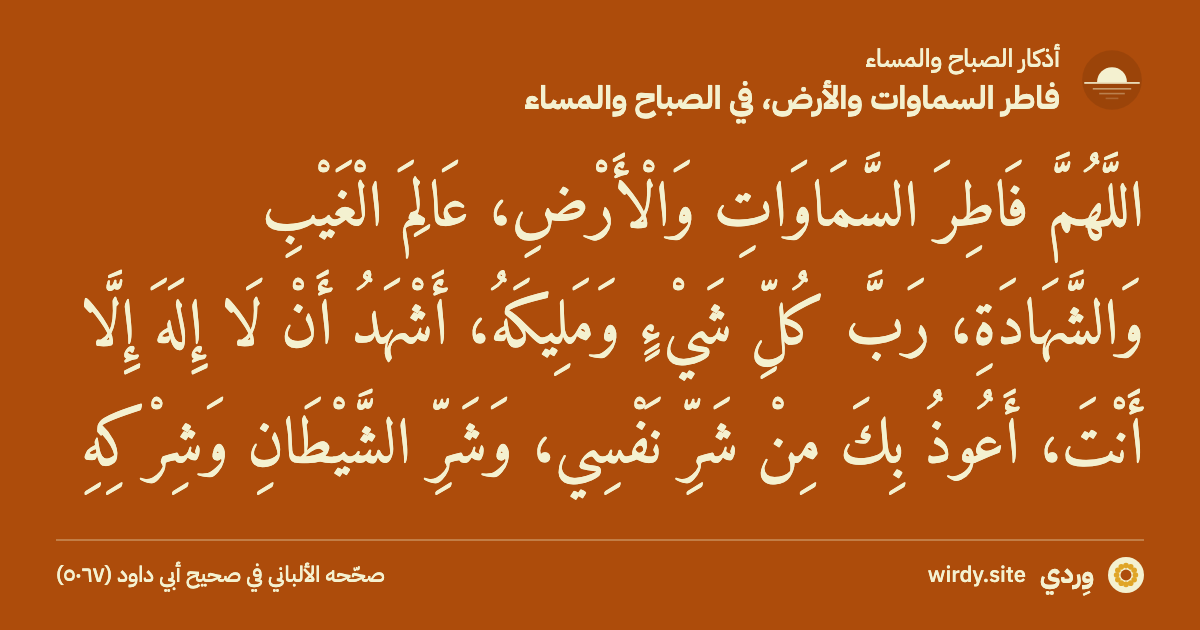 أذكار الصباح والمساء
فاطر السماوات والأرض، في الصباح والمساء
اللَّهُمَّ فَاطِرَ السَّمَاوَاتِ وَالْأَرْضِ، عَالِمَ الْغَيْبِ
وَالشَّهَادَةِ، رَبَّ كُلِّ شَيْءٍ وَمَلِيكَهُ، أَشْهَدُ أَنْ لَا إِلَهَ إِلَّا
أَنْتَ، أَعُوذُ بِكَ مِنْ شَرِّ نَفْسِي، وَشَرِّ الشَّيْطَانِ وَشِرْكِهِ
وِردي wirdy.site
صحّحه الألباني في صحيح أبي داود (٥٠٦٧)